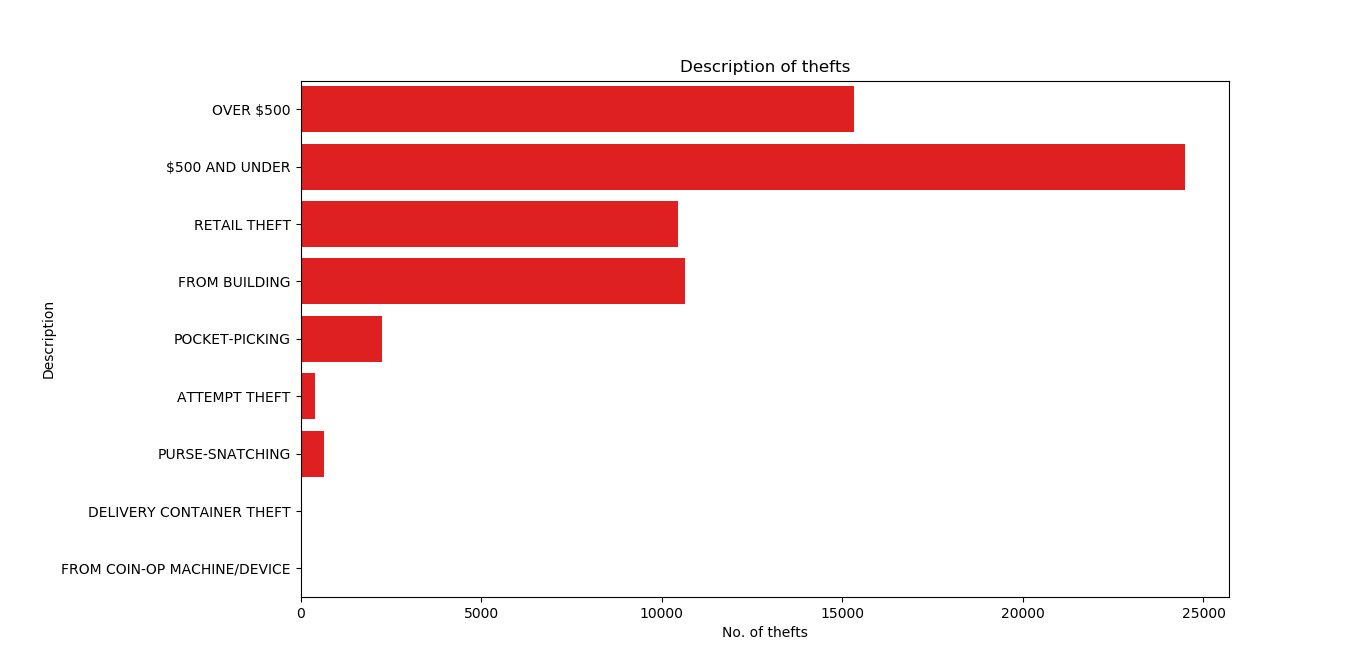 Description of thefts
OVER $500
$500 AND UNDER
RETAIL THEFT
FROM BUILDING
POCKET-PICKING
ATTEMPT THEFT
PURSE-SNATCHING
DELIVERY CONTAINER THEFT
FROM COIN-OP MACHINE/DEVICE
Description
0 5000 10000 15000 20000 25000
No. of thefts